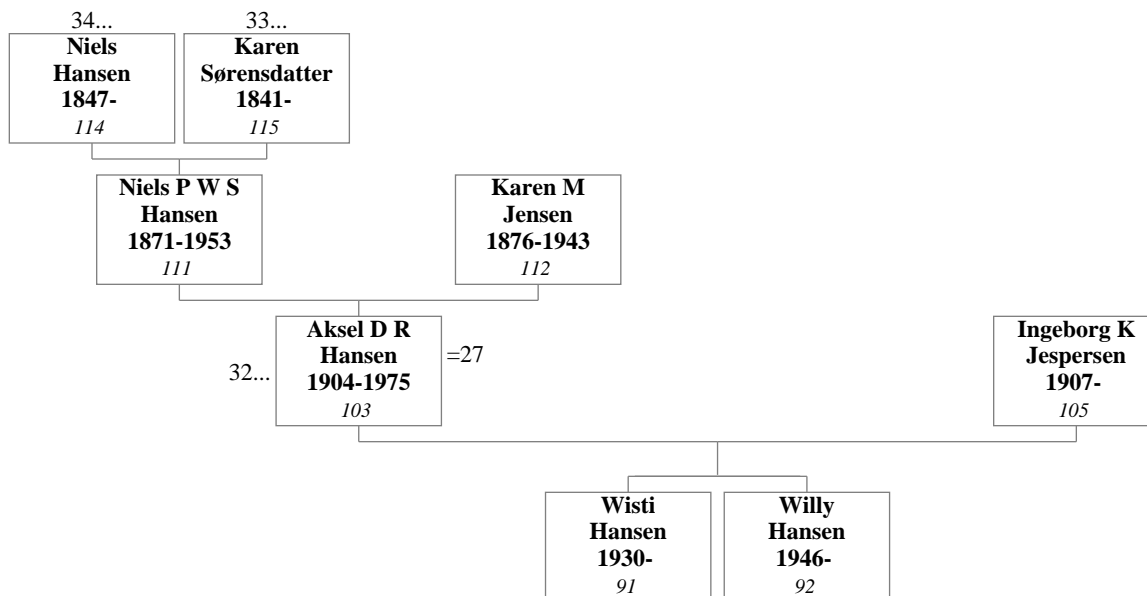 34...
33...
Niels
Hansen
1847-
114
Karen
Sørensdatter
1841-
115
Niels P W S
Hansen
1871-1953
111
Karen M
Jensen
1876-1943
112
32...
Aksel D R
Hansen
1904-1975
103
=27
Ingeborg K
Jespersen
1907-
105
Wisti
Hansen
1930-
91
Willy
Hansen
1946-
92